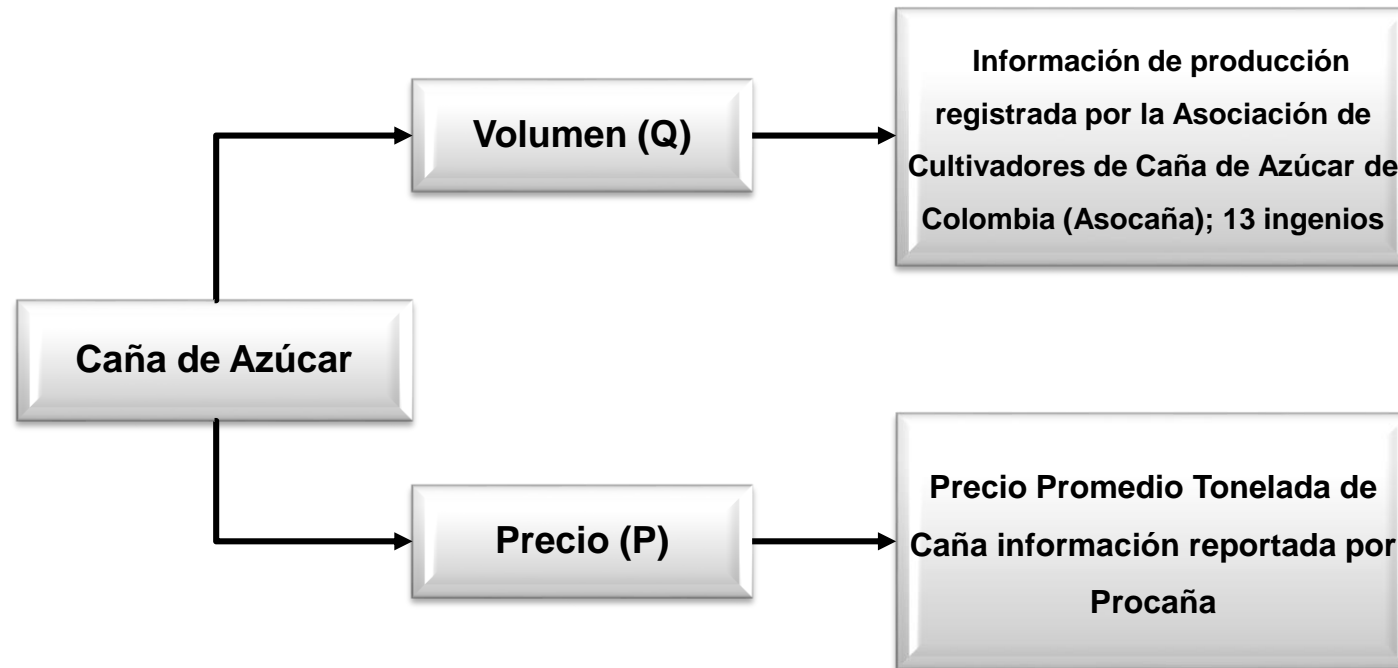 Información de producción
registrada por la Asociación de
Cultivadores de Caña de Azúcar de
Colombia (Asocaña); 13 ingenios
Volumen (Q)
Caña de Azúcar
Precio (P)
Precio Promedio Tonelada de
Caña información reportada por
Procaña